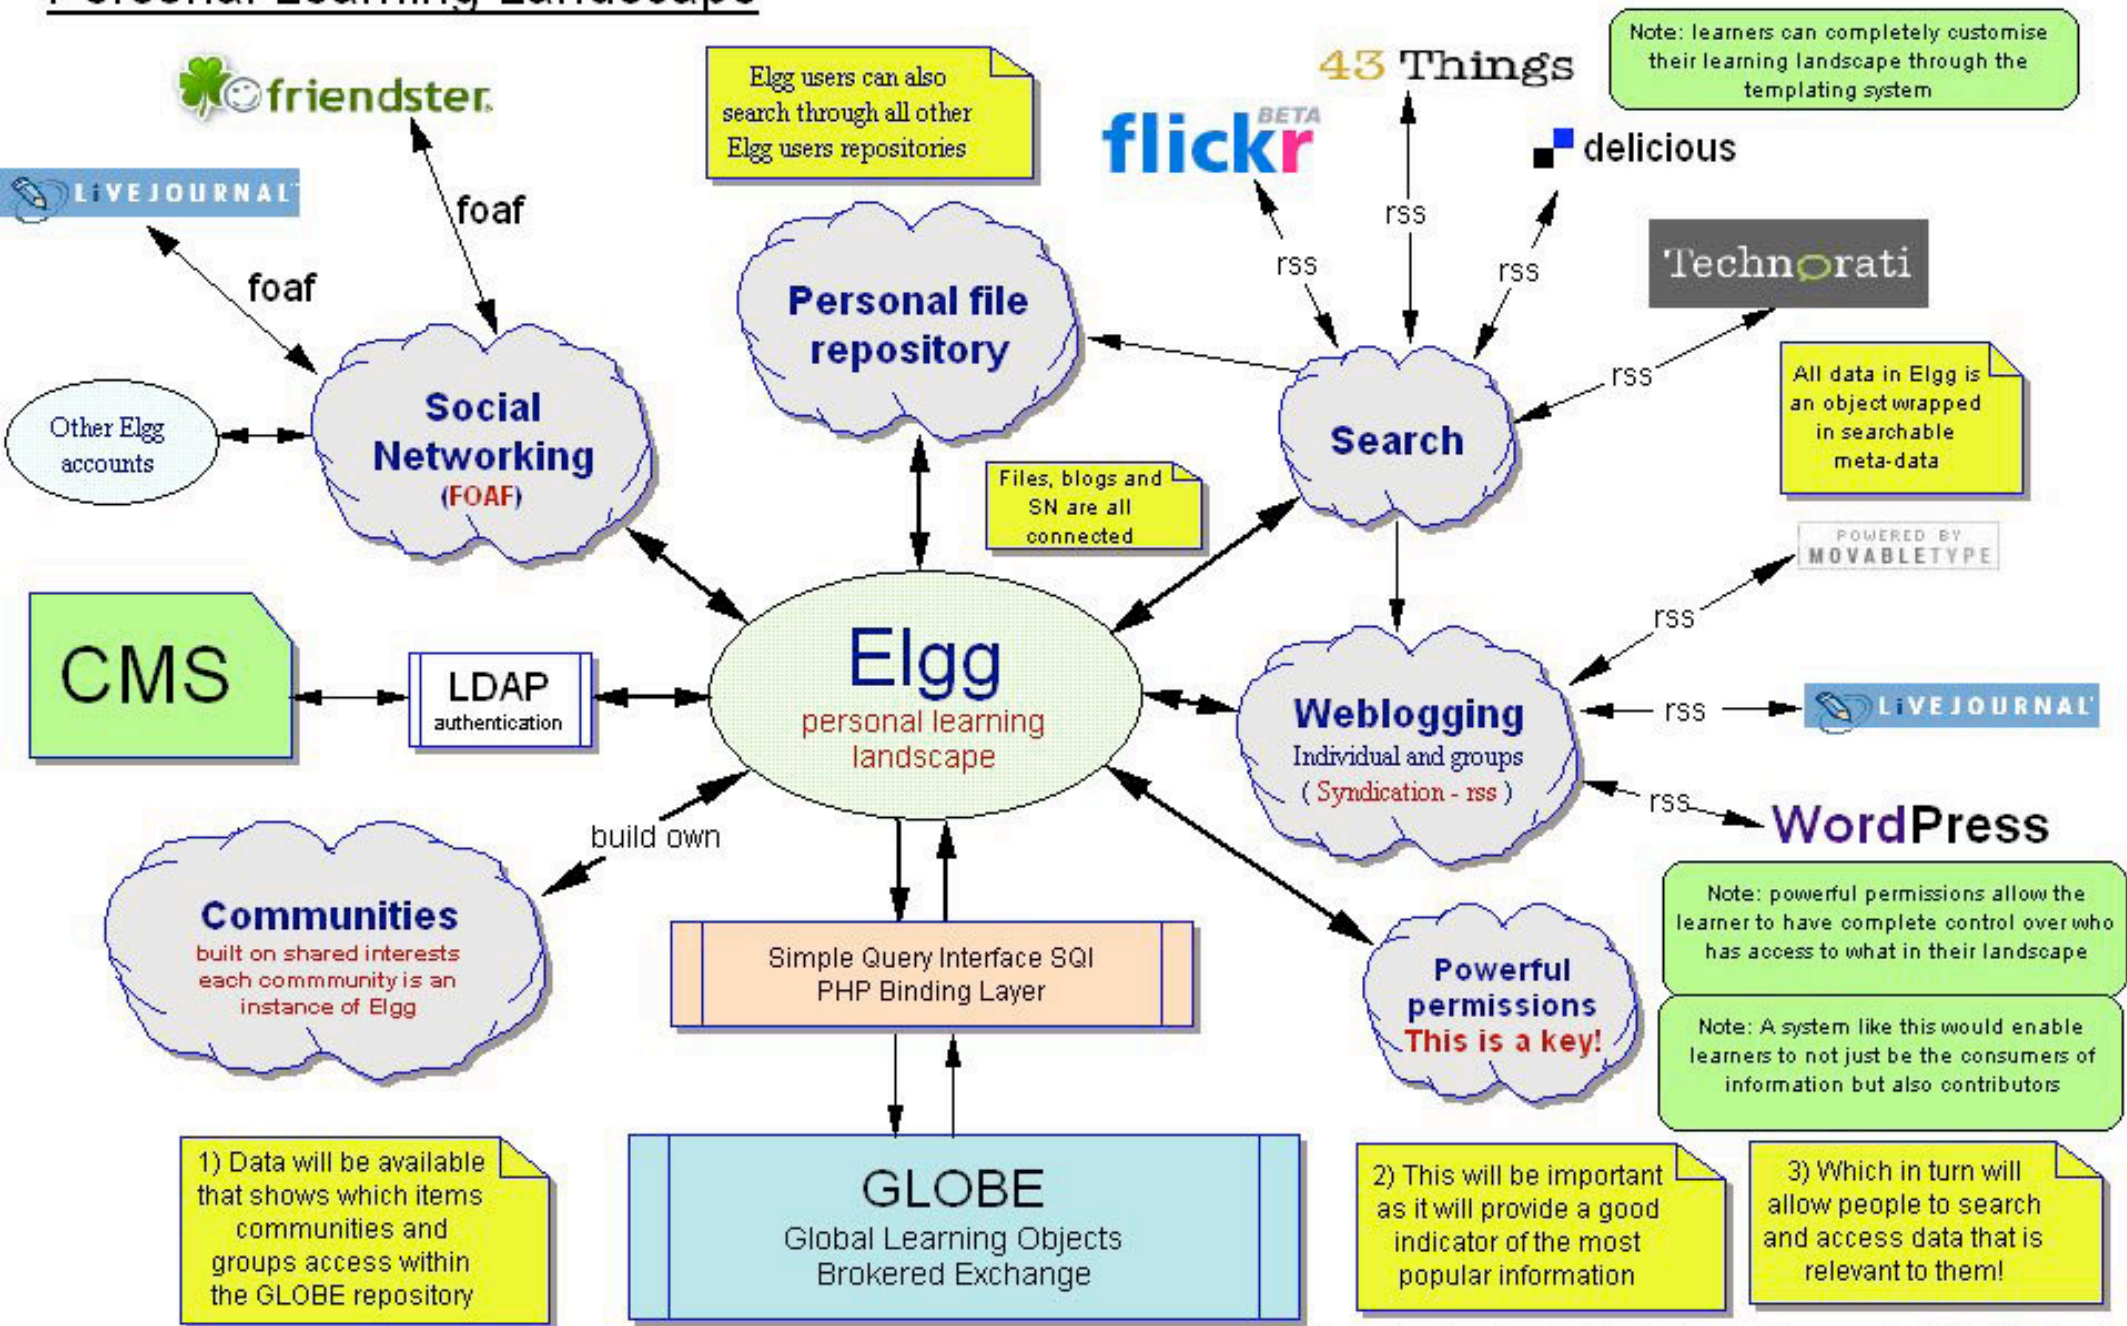 Personal Learning Landscape
friendster.
LiVEJOURNAL
foaf
foaf
Other Elgg
accounts
Social
Networking
(FOAF)
Elgg users can also
search through all other
Elgg users repositories
Personal file
repository
Files, blogs and
SN are all
connected
43 Things
flickr BETA
delicious
Technorati
rss
rss
rss
rss
Search
Note: learners can completely customise
their learning landscape through the
templating system
All data in Elgg is
an object wrapped
in searchable
meta-data
POWERED BY
MOVABLETYPE
rss
LiVEJOURNAL
rss
WordPress
rss
CMS
LDAP
authentication
Elgg
personal learning
landscape
Weblogging
Individual and groups
( Syndication - rss )
build own
Communities
built on shared interests
each commmunity is an
instance of Elgg
Simple Query Interface SQI
PHP Binding Layer
Powerful
permissions
This is a key!
Note: powerful permissions allow the
learner to have complete control over who
has access to what in their landscape
Note: A system like this would enable
learners to not just be the consumers of
information but also contributors
1) Data will be available
that shows which items
communities and
groups access within
the GLOBE repository
GLOBE
Global Learning Objects
Brokered Exchange
2) This will be important
as it will provide a good
indicator of the most
popular information
3) Which in turn will
allow people to search
and access data that is
relevant to them!